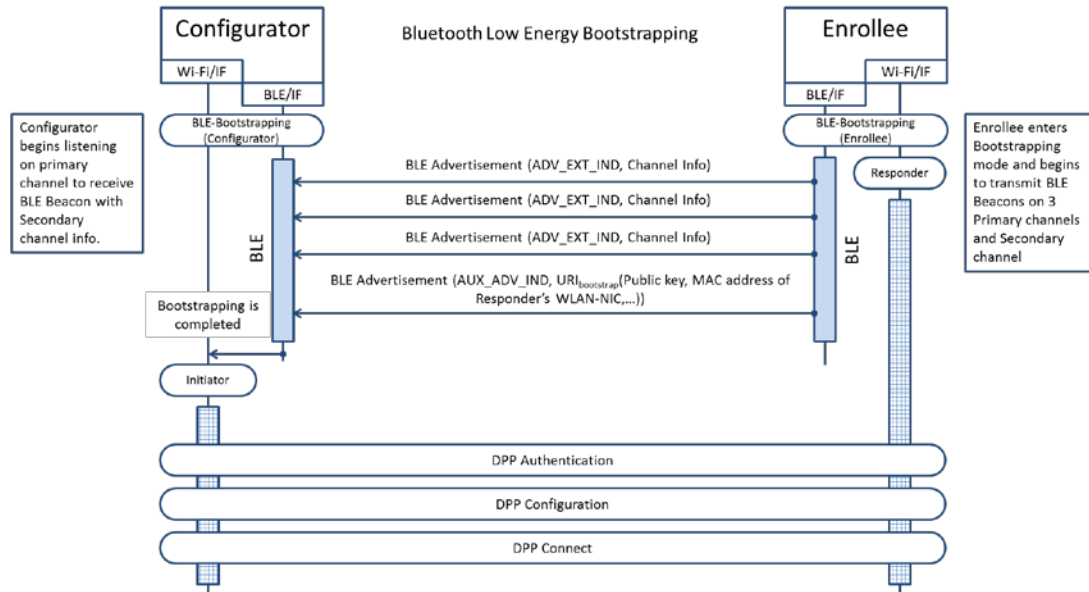 Configurator
Bluetooth Low Energy Bootstrapping
Enrollee
Wi-Fi/IF
BLE/IF
BLE/IF
Wi-Fi/IF
BLE-Bootstrapping
(Configurator)
BLE-Bootstrapping
(Enrollee)
Configurator
begins listening
on primary
channel to receive
BLE Beacon with
Secondary
channel info.
Enrollee enters
Bootstrapping
mode and begins
to transmit BLE
Beacons on 3
Primary channels
and Secondary
channel
Responder
BLE Advertisement (ADV_EXT_IND, Channel Info)
BLE Advertisement (ADV_EXT_IND, Channel Info)
BLE Advertisement (ADV_EXT_IND, Channel Info)
BLE
BLE
BLE Advertisement (AUX_ADV_IND, URIbootstrap(Public key, MAC address of
Responder's WLAN-NIC,...))
Bootstrapping is
completed
Initiator
DPP Authentication
DPP Configuration
DPP Connect